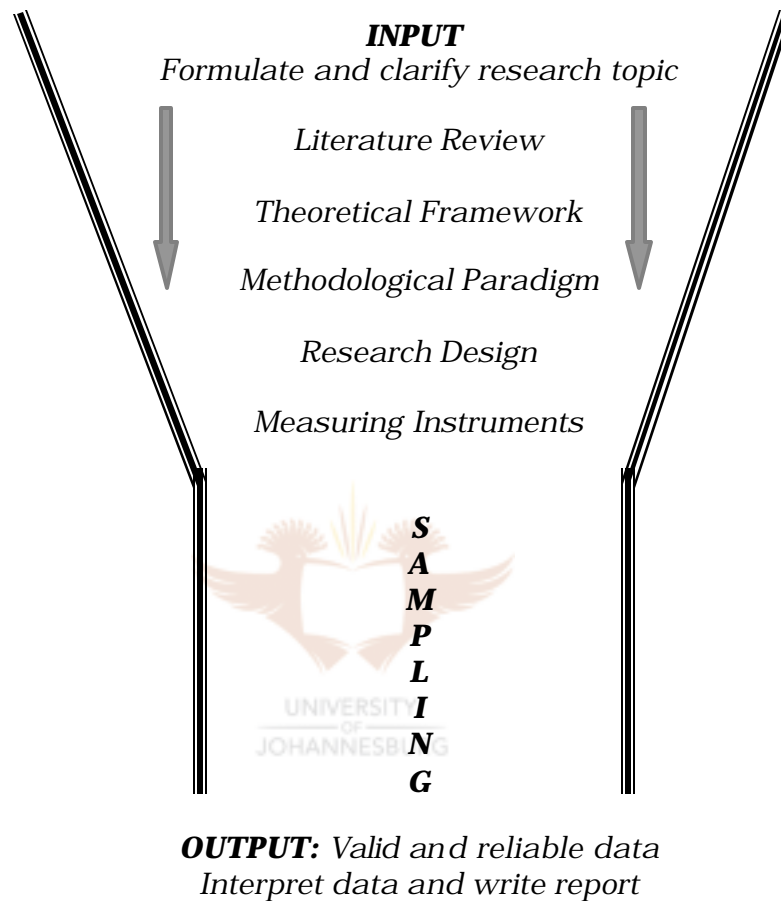 INPUT
Formulate and clarify research topic
Literature Review
Theoretical Framework
Methodological Paradigm
Research Design
Measuring Instruments
S
A
M
P
L
I
N
G
UNIVERSITY
OF
JOHANNESBURG
OUTPUT: Valid and reliable data
Interpret data and write report